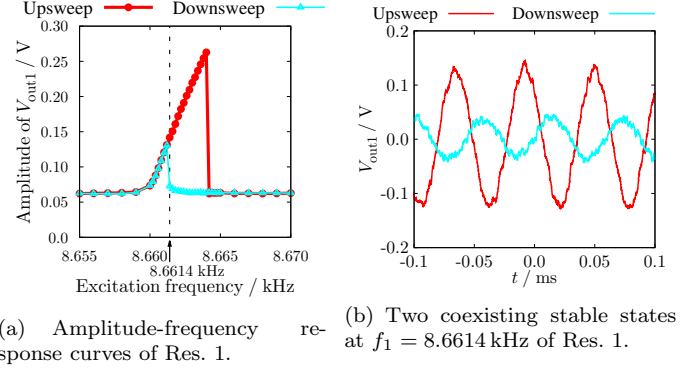 Upsweep Downsweep
Amplitude of Vout1 / V
0.30
0.25
0.20
0.15
0.10
0.05
0.0
8.655 8.660 8.665 8.670
8.6614 kHz
Excitation frequency / kHz
(a) Amplitude-frequency re-
sponse curves of Res. 1.
Upsweep Downsweep
Vout1 / V
0.2
0.1
0.0
-0.1
-0.2
-0.1 -0.05 0.0 0.05 0.1
t / ms
(b) Two coexisting stable states
at f1 = 8.6614 kHz of Res. 1.